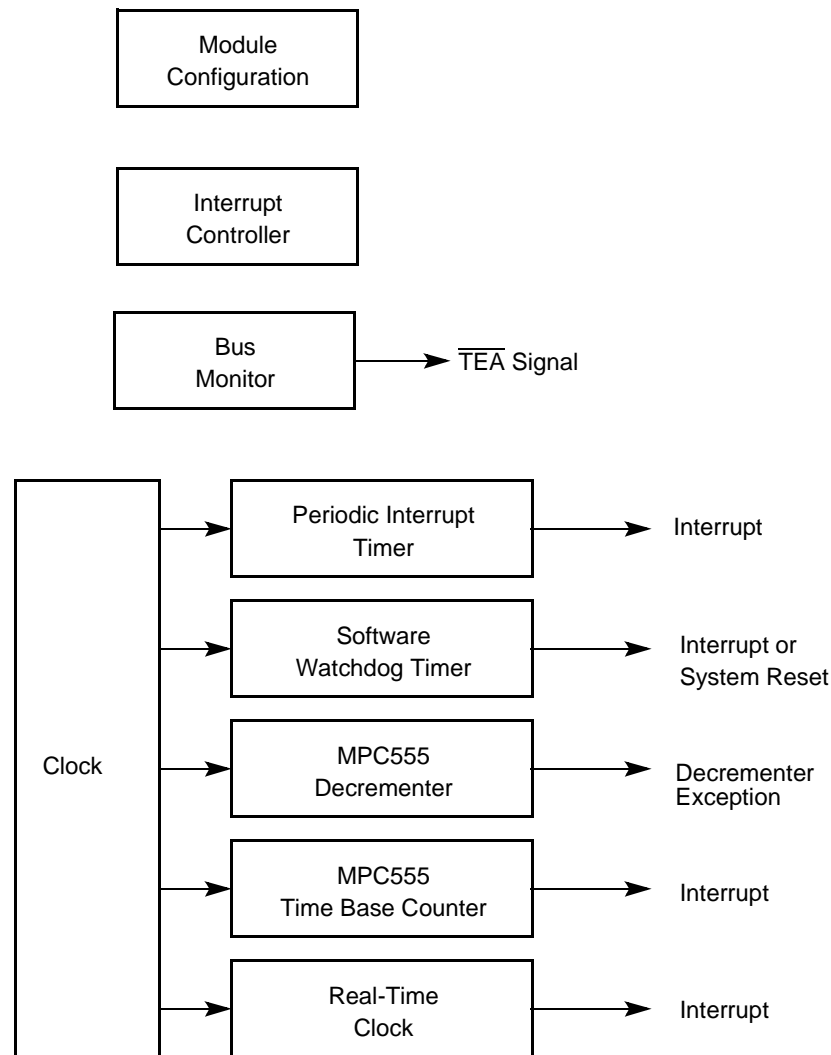 Module
Configuration
Interrupt
Controller
Bus
Monitor
TEA Signal
Clock
Periodic Interrupt
Timer
Interrupt
Software
Watchdog Timer
Interrupt or
System Reset
MPC555
Decrementer
Decrementer
Exception
MPC555
Time Base Counter
Interrupt
Real-Time
Clock
Interrupt